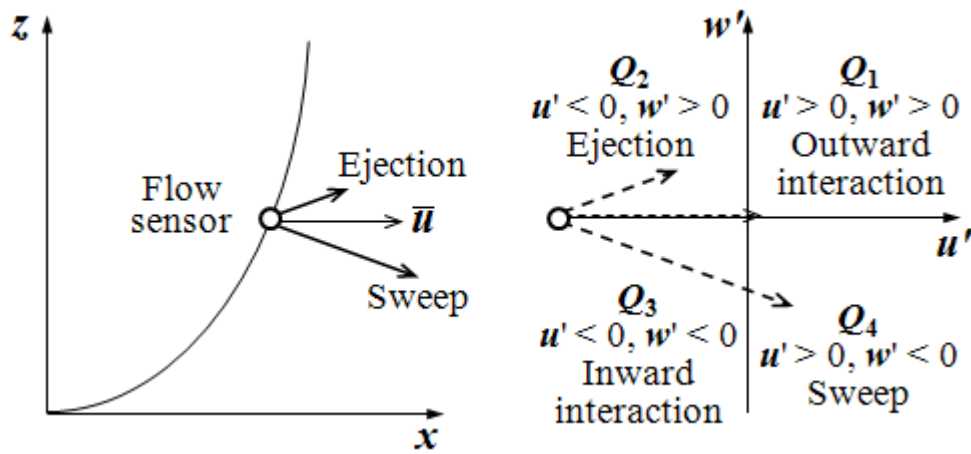 z
Flow
sensor
Ejection
u̅
Sweep
x
w'
Q2
u' < 0, w' > 0
Ejection
Q1
u' > 0, w' > 0
Outward
interaction
u'
Q3
u' < 0, w' < 0
Inward
interaction
Q4
u' > 0, w' < 0
Sweep